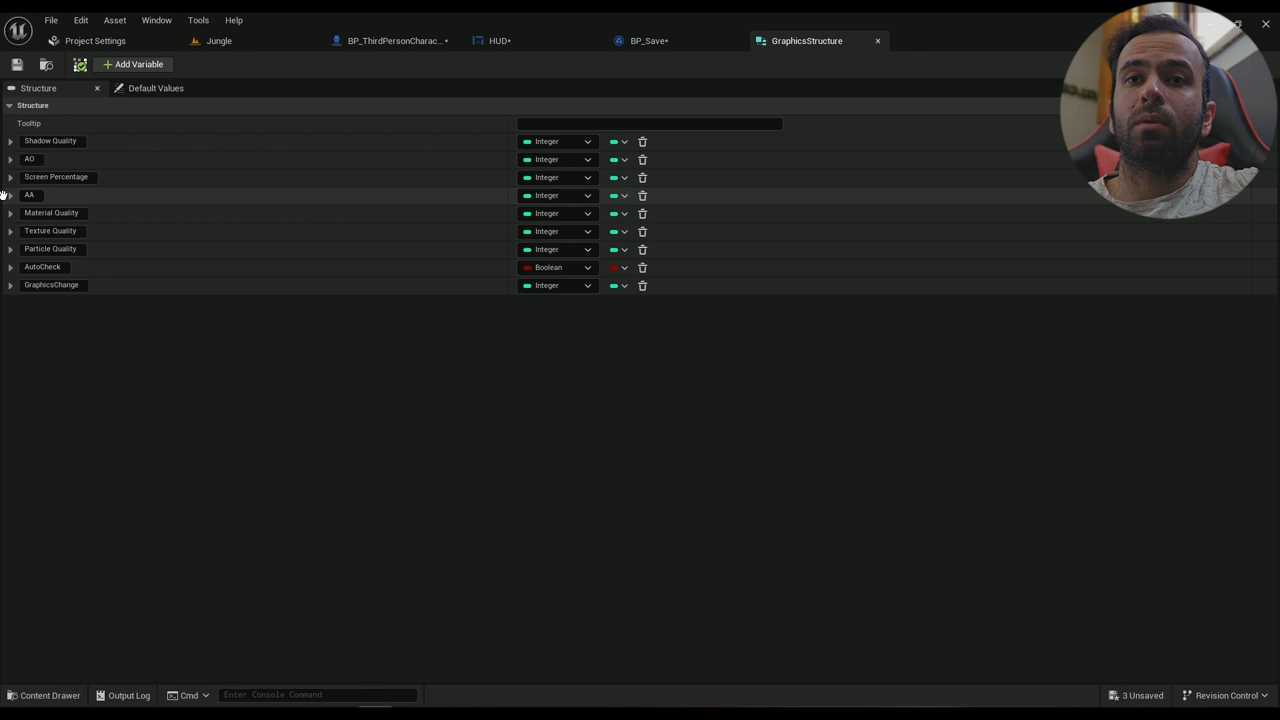 File Edit Asset Window Tools Help
Project Settings Jungle BP_ThirdPersonCharac...* HUD* BP_Save* GraphicsStructure
Add Variable
Structure Default Values
Structure
Tooltip
Shadow Quality Integer
AO Integer
Screen Percentage Integer
AA Integer
Material Quality Integer
Texture Quality Integer
Particle Quality Integer
AutoCheck Boolean
GraphicsChange Integer
Content Drawer Output Log Cmd Enter Console Command 3 Unsaved Revision Control